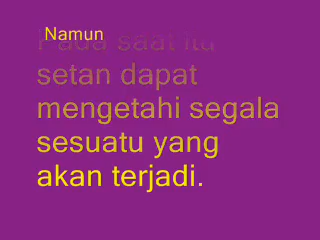 Namun
Pada saat itu
setan dapat
mengetahi segala
sesuatu yang
akan terjadi.